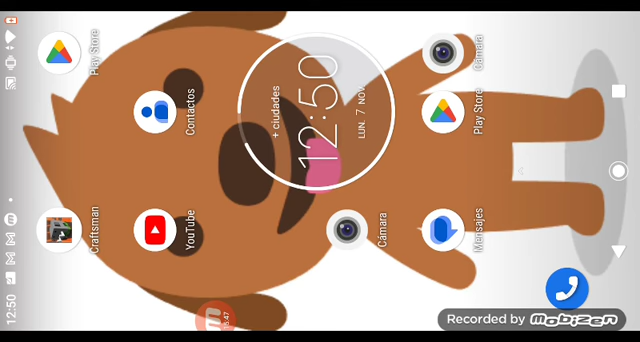 12:50
Play Store
Contactos
+ ciudades
12:50
LUN. 7 NOV.
Cámara
Play Store
Craftsman
YouTube
Cámara
Mensajes
Recorded by MobiZen